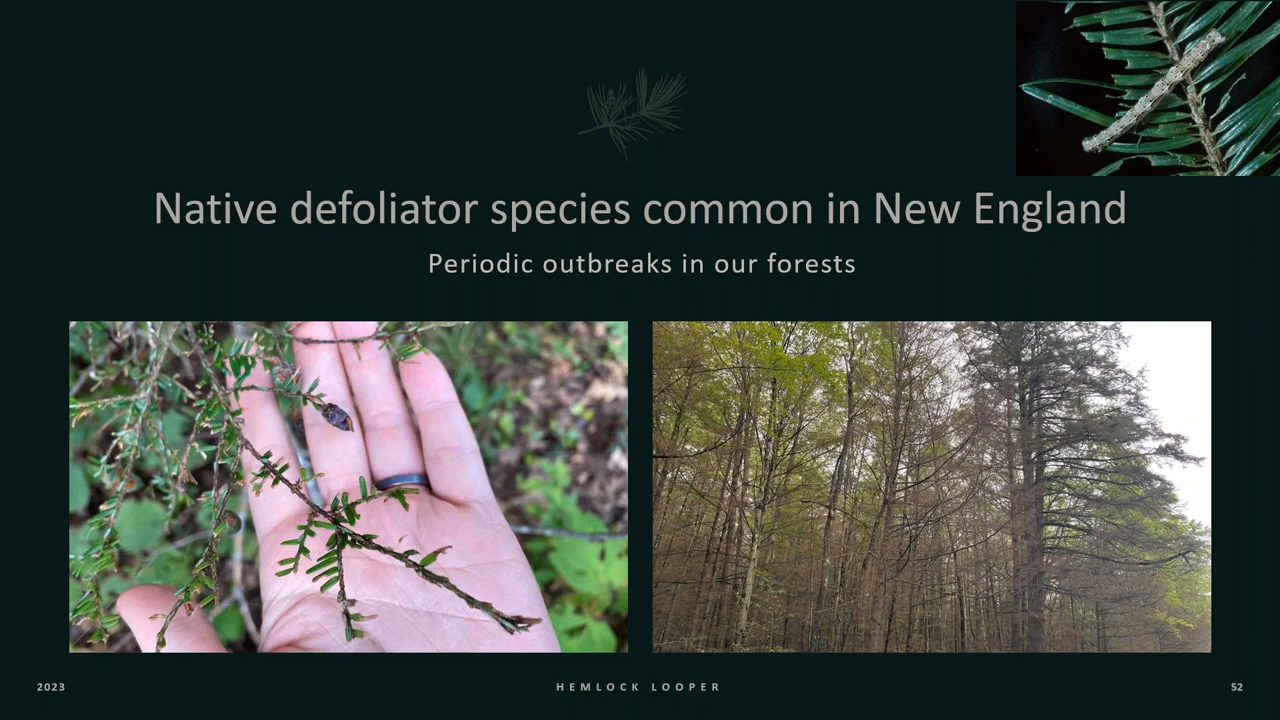 Native defoliator species common in New England
Periodic outbreaks in our forests
2023
HEMLOCK LOOPER
52